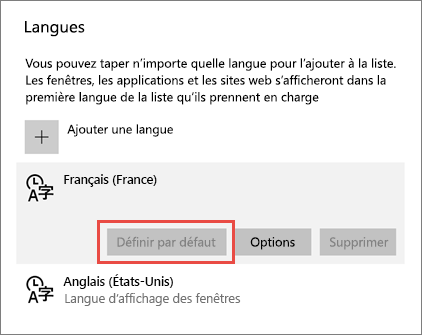 Langues
Vous pouvez taper n’importe quelle langue pour l’ajouter à la liste.
Les fenêtres, les applications et les sites web s’afficheront dans la
première langue de la liste qu’ils prennent en charge
Ajouter une langue
Français (France)
Définir par défaut Options Supprimer
Anglais (États-Unis)
Langue d’affichage des fenêtres